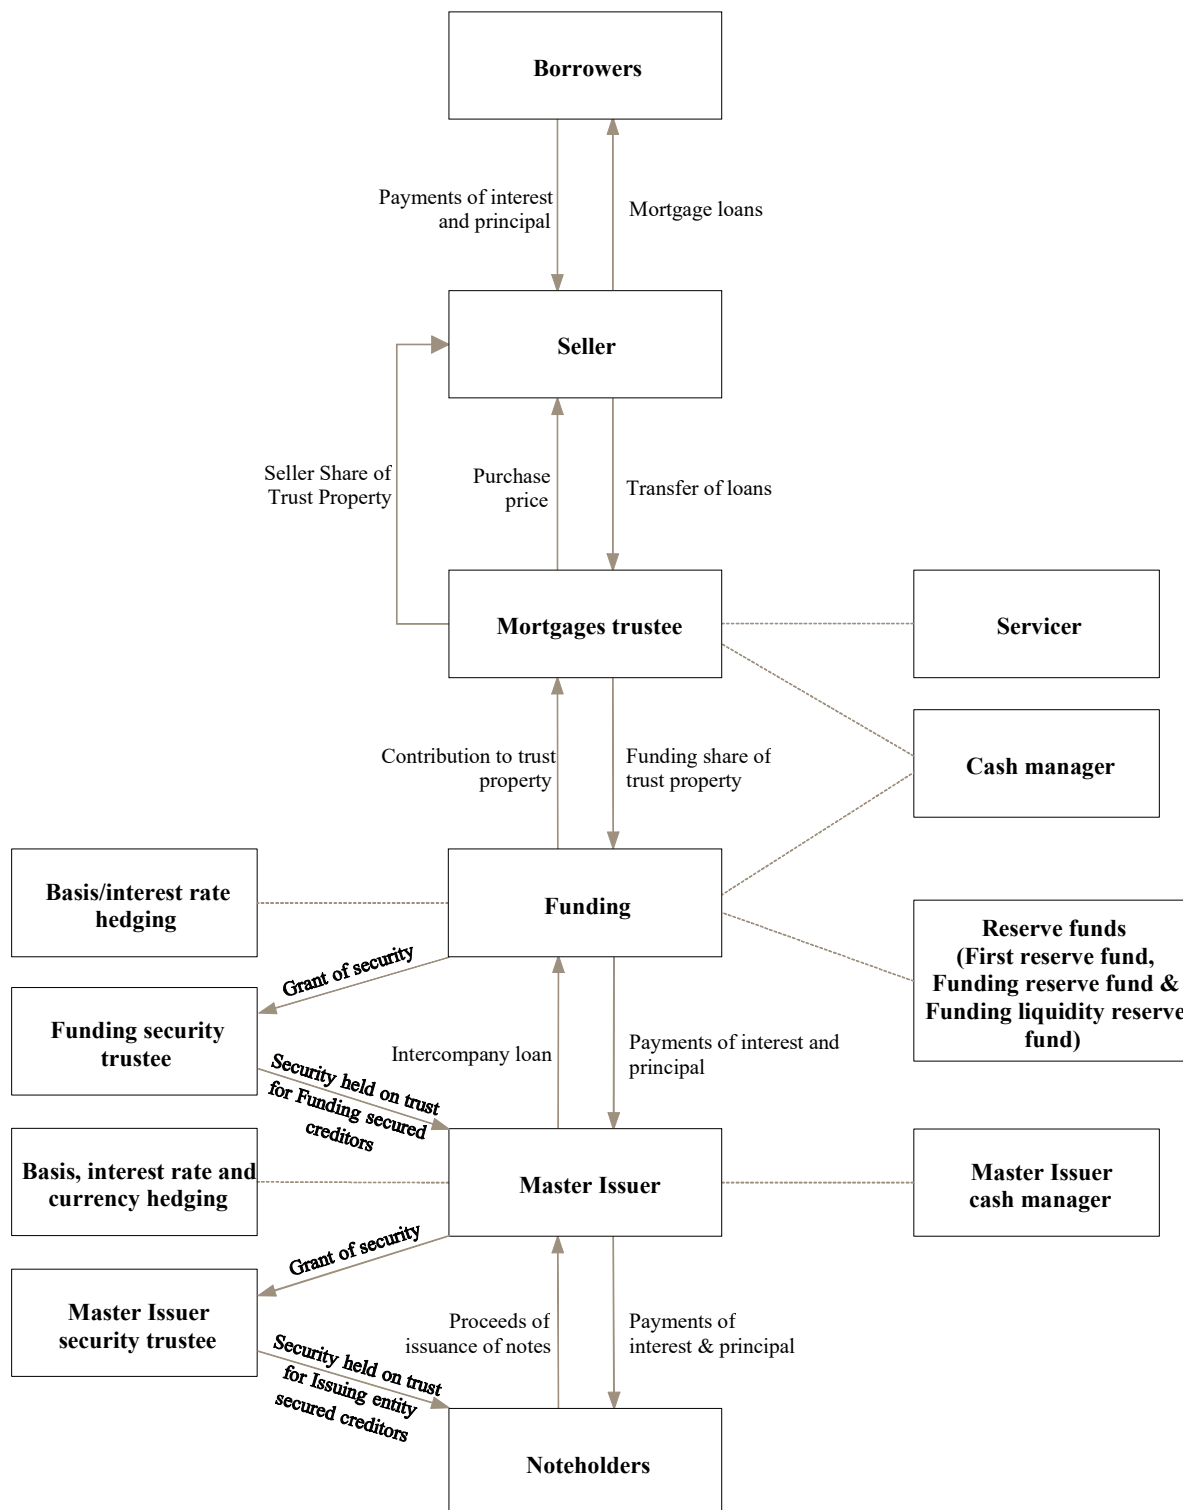 Borrowers
Payments of interest
and principal
Mortgage loans
Seller
Seller Share of
Trust Property
Purchase
price
Transfer of loans
Mortgages trustee
Servicer
Contribution to trust
property
Funding share of
trust property
Cash manager
Basis/interest rate
hedging
Funding
Reserve funds
(First reserve fund,
Funding reserve fund &
Funding liquidity reserve
fund)
Grant of security
Funding security
trustee
Intercompany loan
Payments of interest and
principal
Security held on trust
for Funding secured
creditors
Basis, interest rate and
currency hedging
Master Issuer
Master Issuer
cash manager
Grant of security
Master Issuer
security trustee
Proceeds of
issuance of notes
Payments of
interest & principal
Security held on trust
for Issuing entity
secured creditors
Noteholders